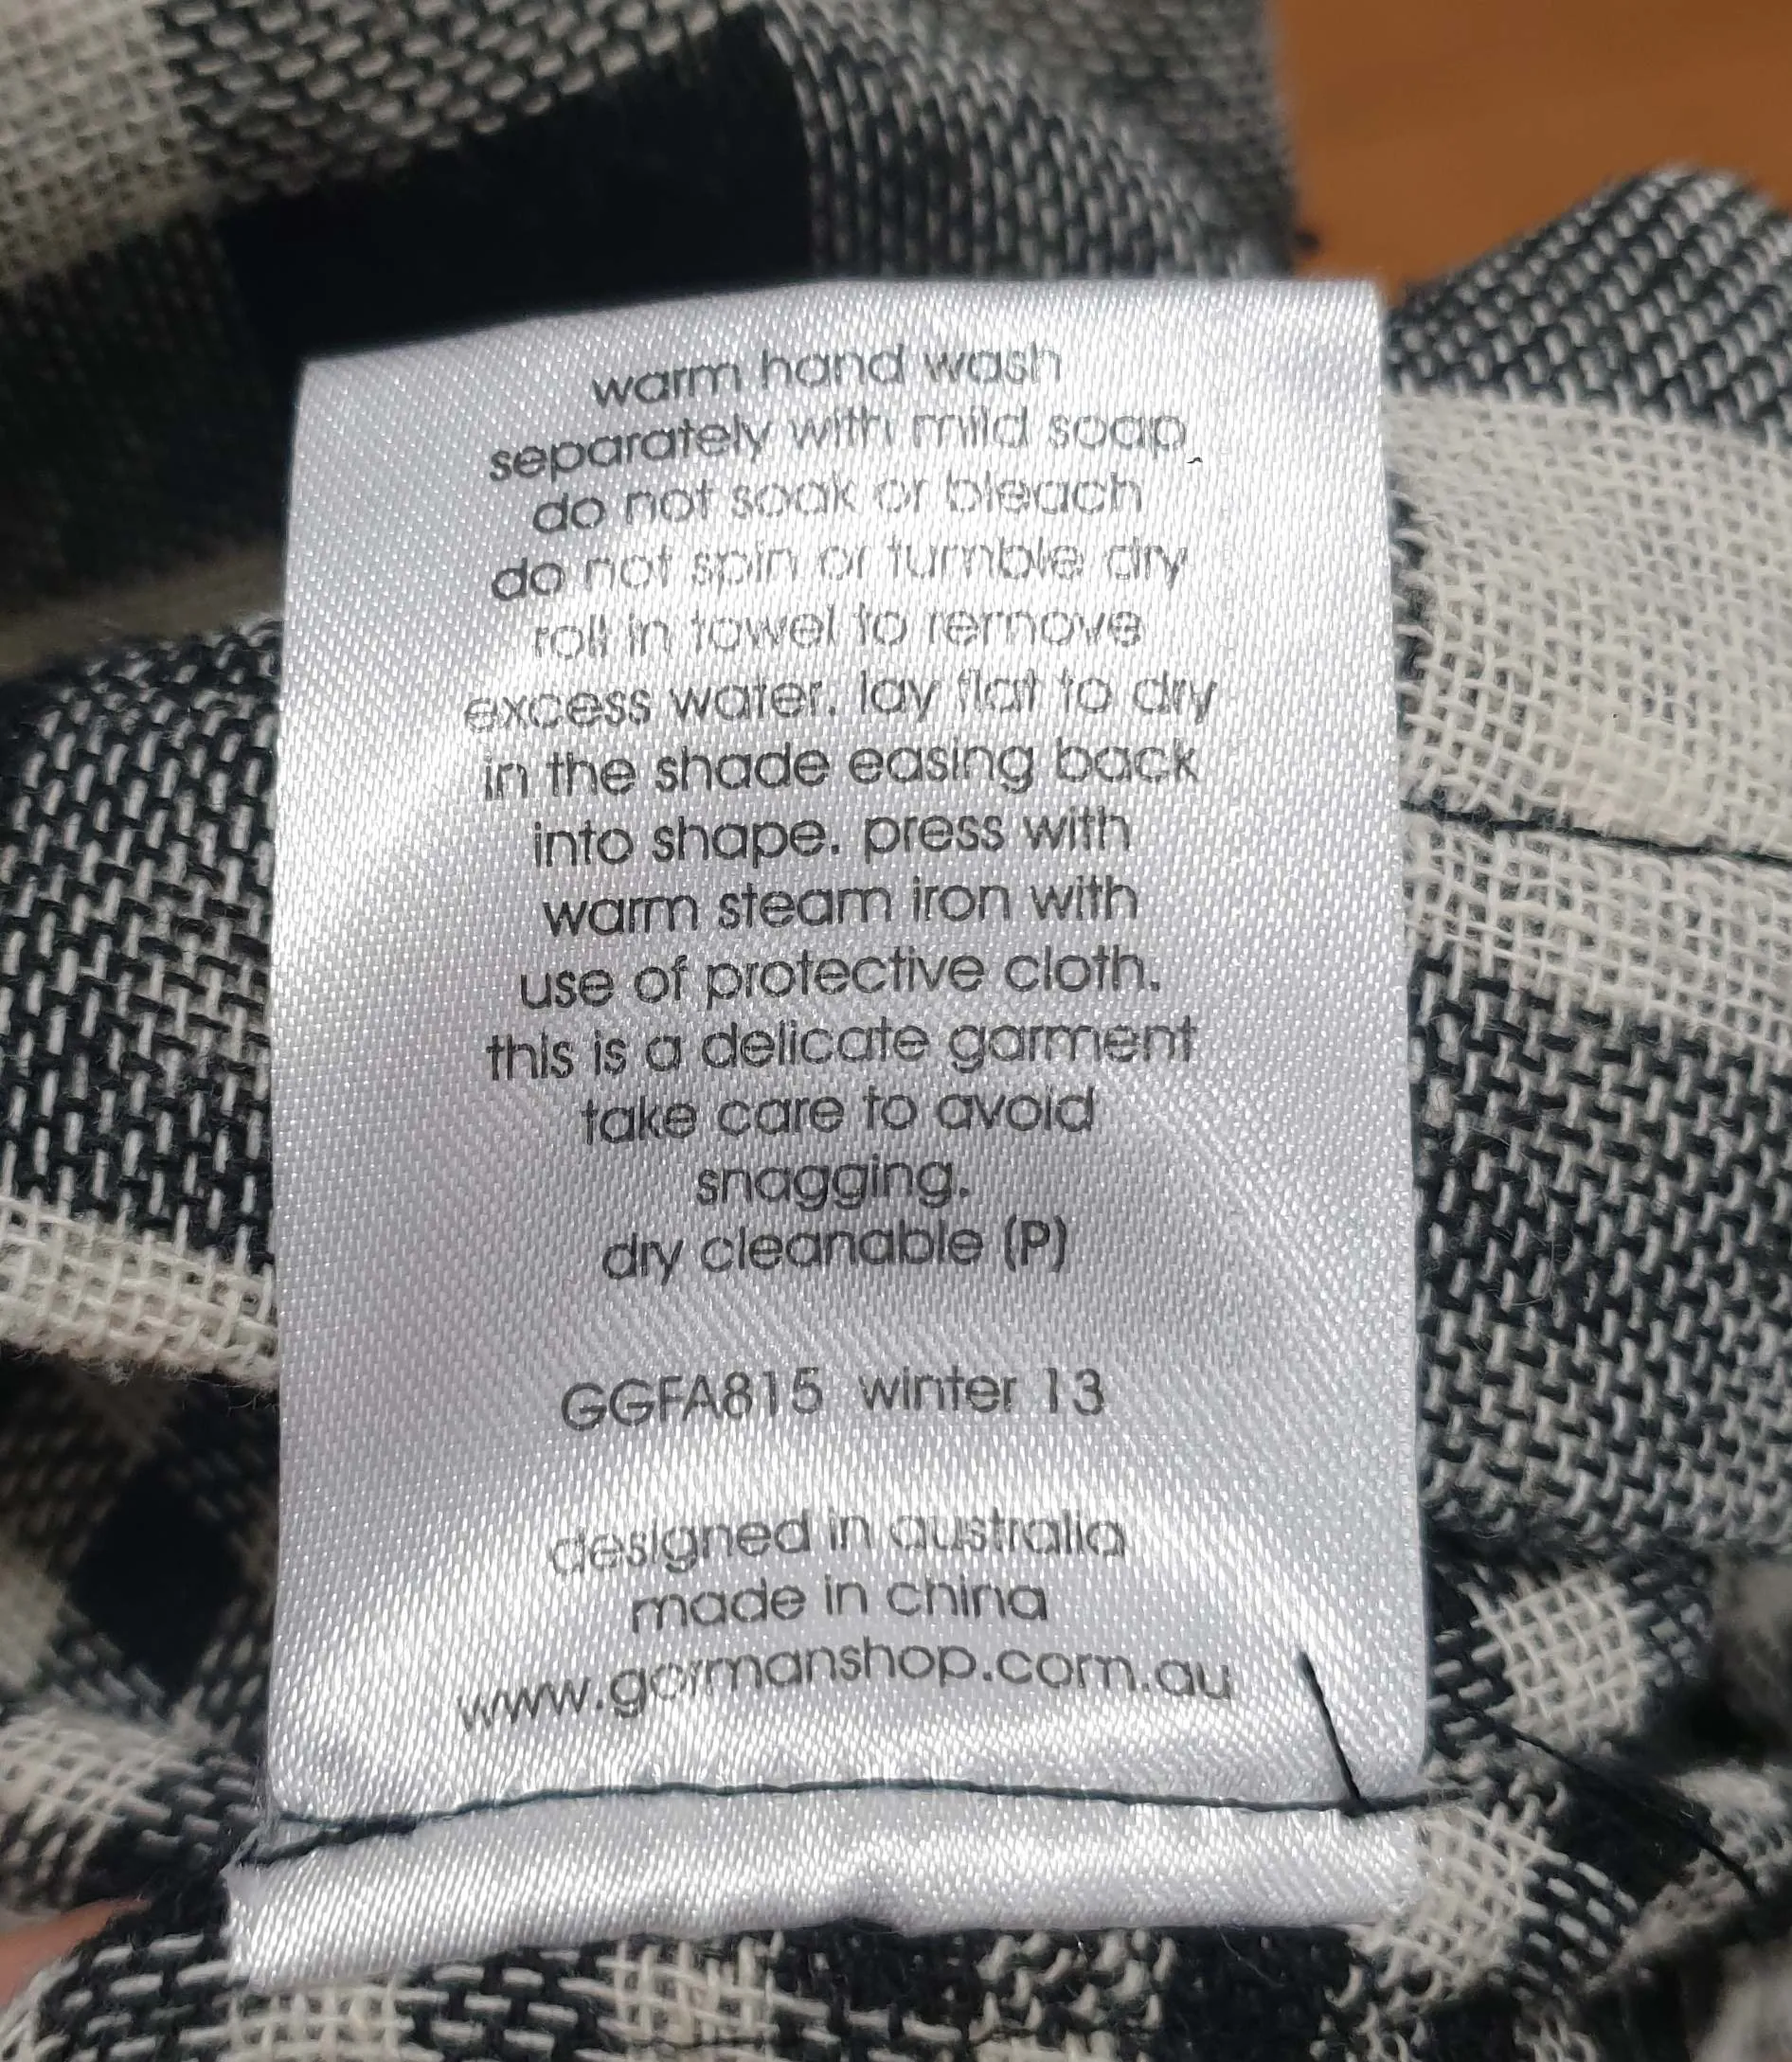 warm hand wash
separately with mild soap
do not soak or bleach
do not spin or tumble dry
roll in towel to remove
excess water. lay flat to dry
in the shade easing back
into shape. press with
warm steam iron with
use of protective cloth.
this is a delicate garment
take care to avoid
snagging.
dry cleanable (P)
GGFA815 winter 13
designed in australia
made in china
www.gormanshop.com.au